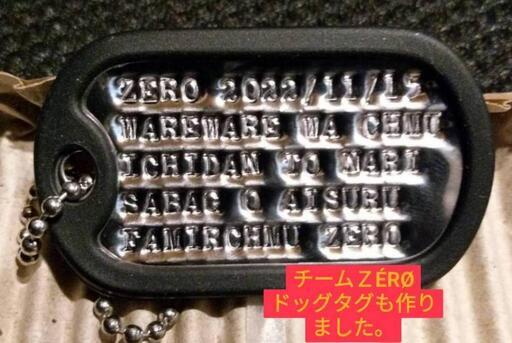 ZERO 2022/11/15
WAREWARE WA CHMU
ICHIDAN TO NARI
SABAG O AISURU
FAMIRCHMU ZERO
チームZÉRØ
ドッグタグも作り
ました。